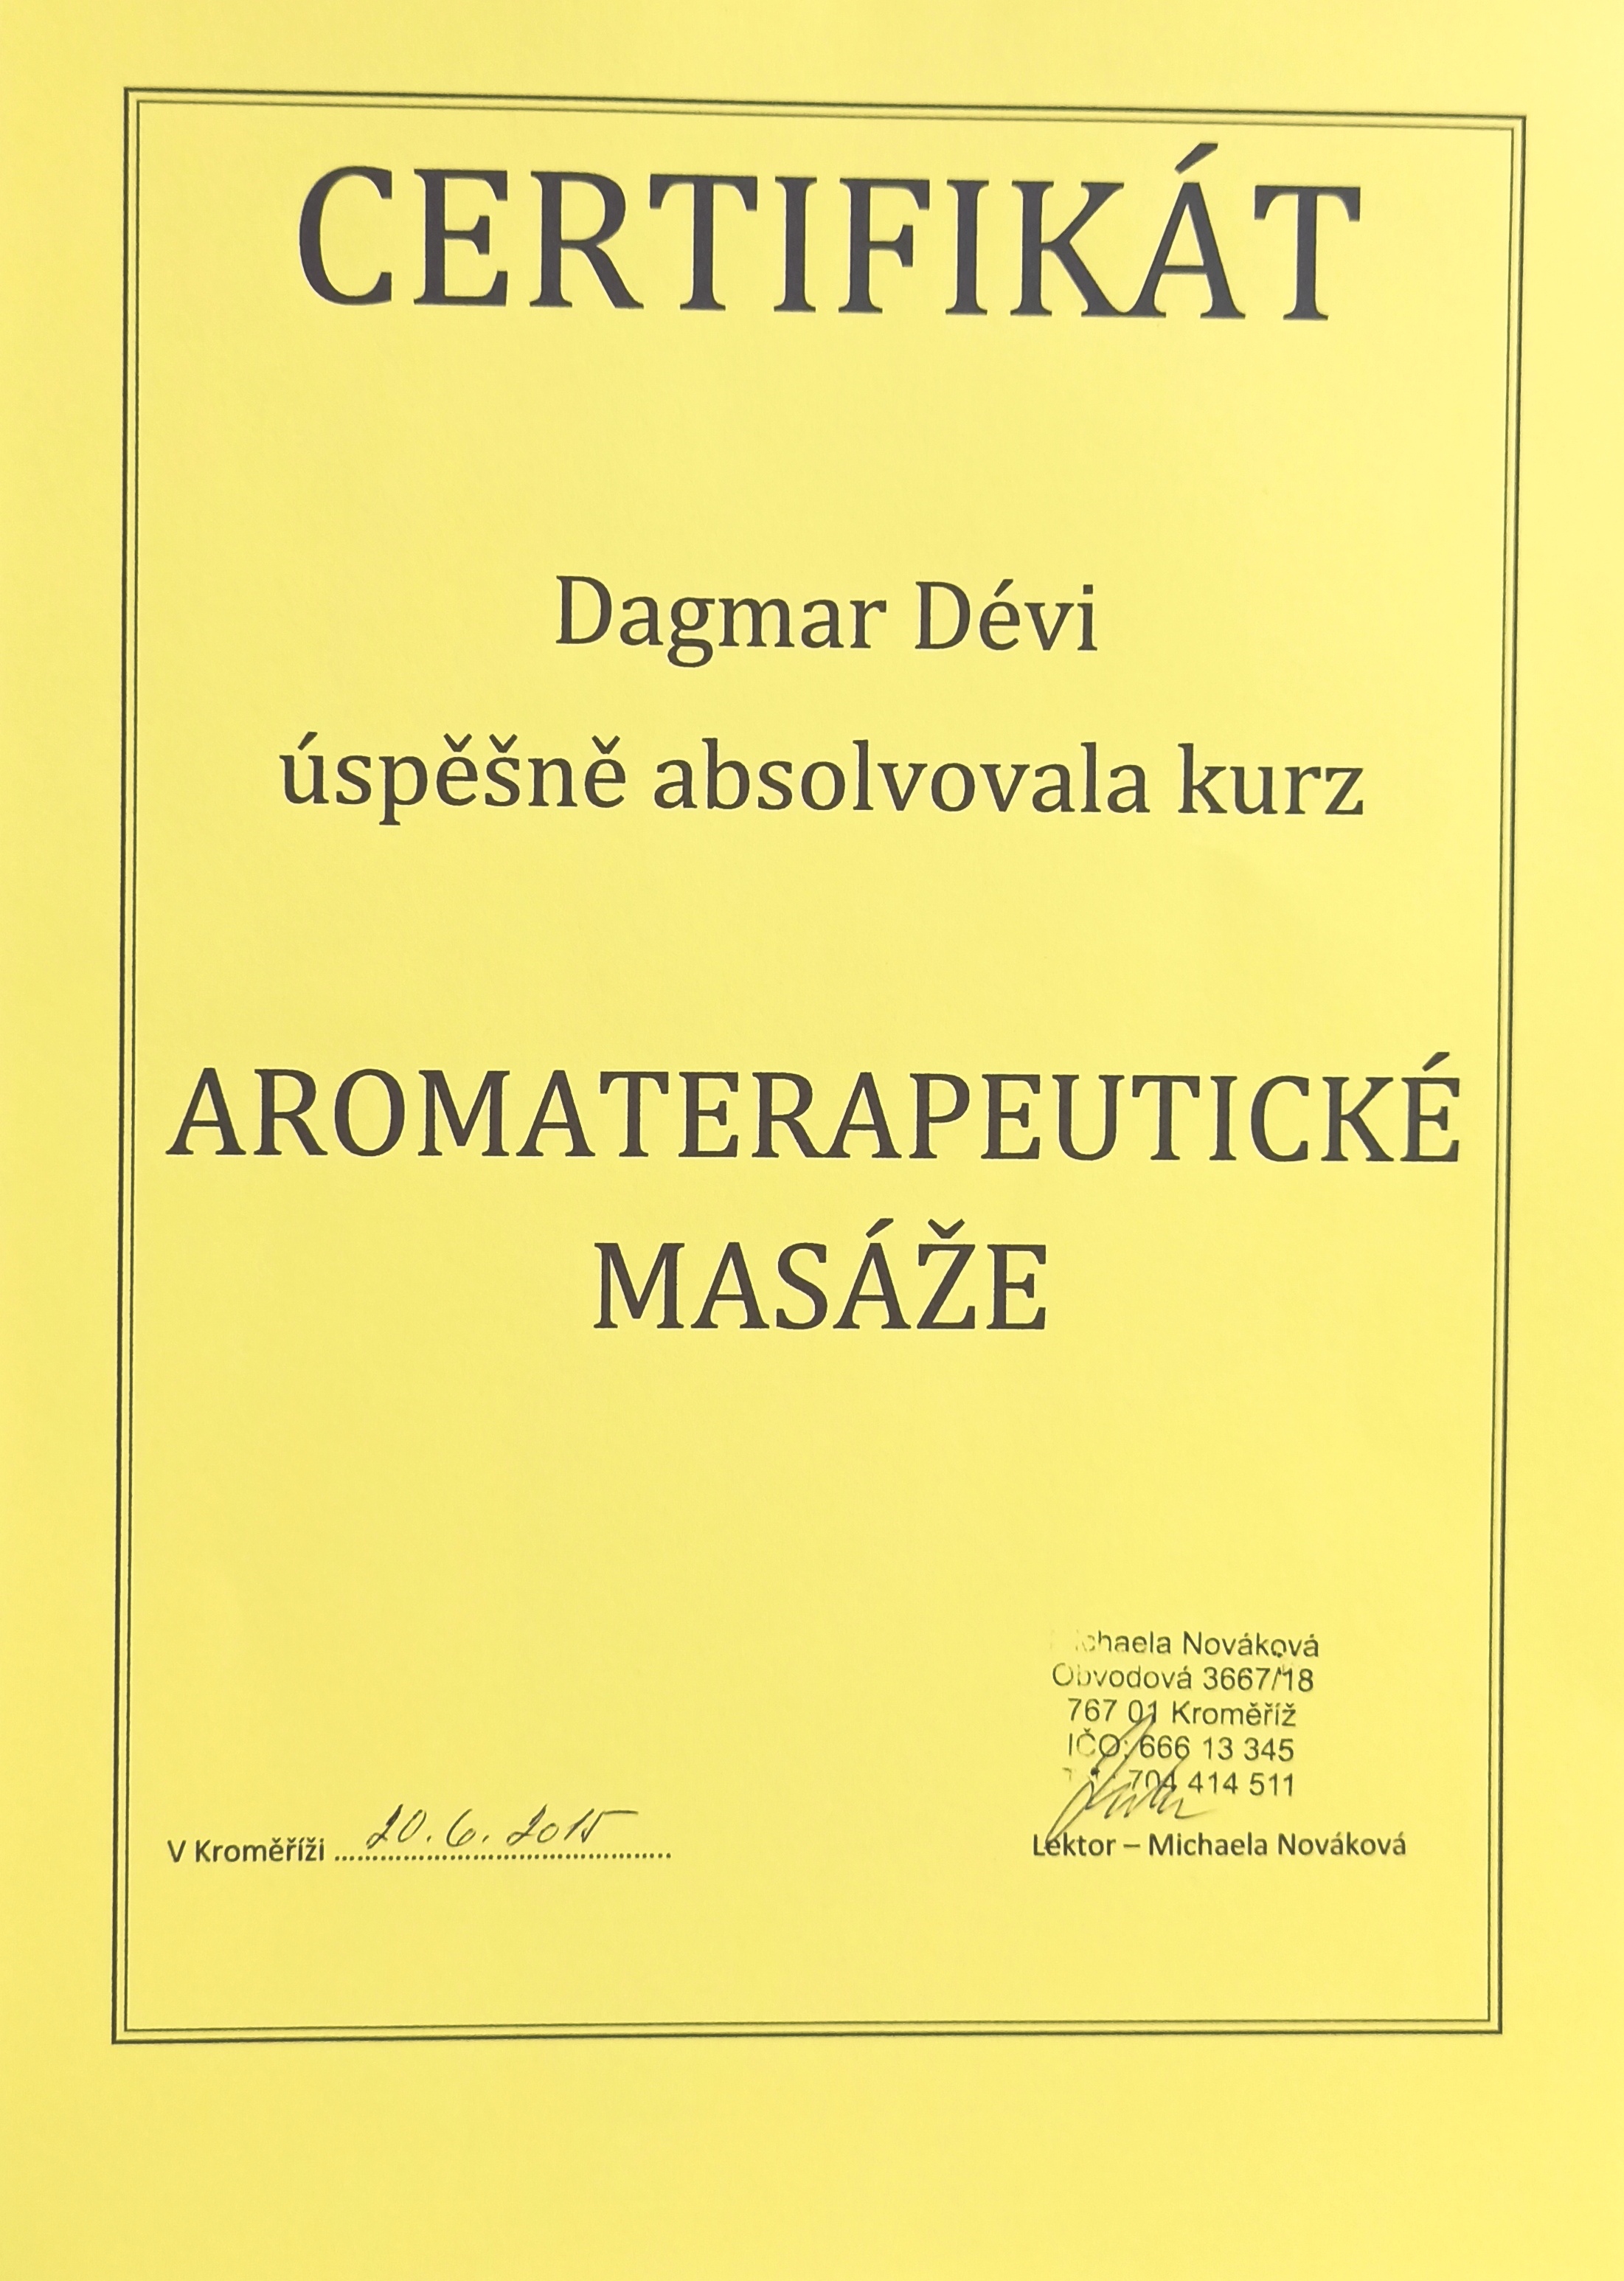 CERTIFIKÁT
Dagmar Dévi
úspěšně absolvovala kurz
AROMATERAPEUTICKÉ
MASÁŽE
Michaela Nováková
Obvodová 3667/18
767 01 Kroměříž
IČO: 666 13 345
704 414 511
V Kroměříži 20.6.2015
Lektor – Michaela Nováková